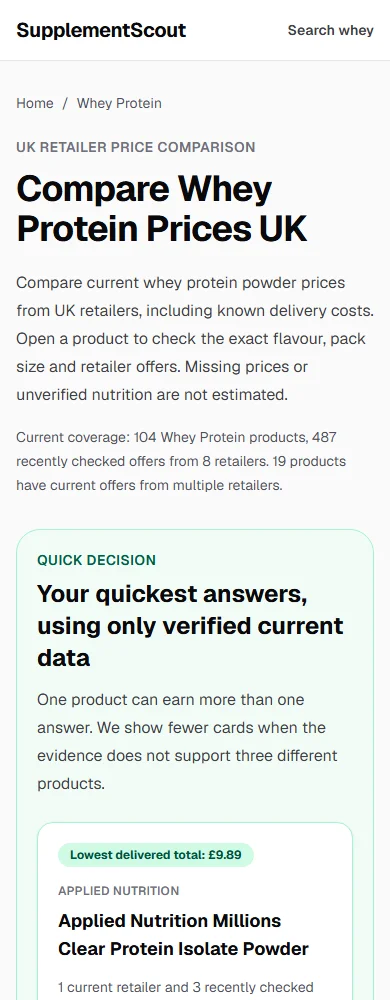 SupplementScout
Search whey
Home / Whey Protein
UK RETAILER PRICE COMPARISON
Compare Whey
Protein Prices UK
Compare current whey protein powder prices
from UK retailers, including known delivery costs.
Open a product to check the exact flavour, pack
size and retailer offers. Missing prices or
unverified nutrition are not estimated.
Current coverage: 104 Whey Protein products, 487
recently checked offers from 8 retailers. 19 products
have current offers from multiple retailers.
QUICK DECISION
Your quickest answers,
using only verified current
data
One product can earn more than one
answer. We show fewer cards when the
evidence does not support three different
products.
Lowest delivered total: £9.89
APPLIED NUTRITION
Applied Nutrition Millions
Clear Protein Isolate Powder
1 current retailer and 3 recently checked